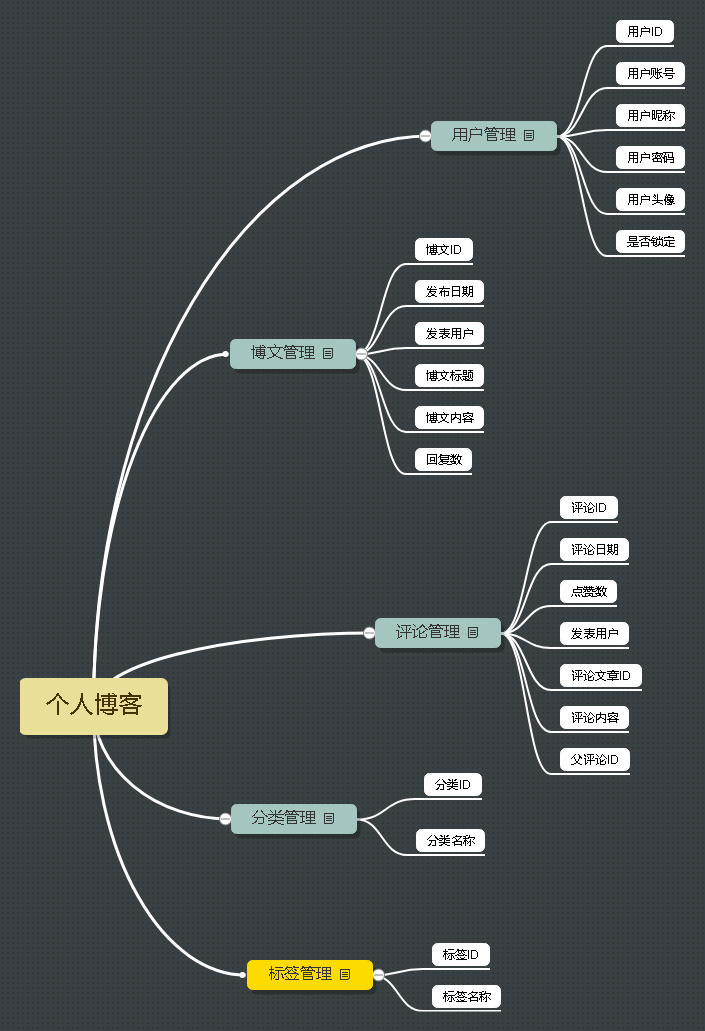 个人博客
用户管理
用户ID
用户账号
用户昵称
用户密码
用户头像
是否锁定
博文管理
博文ID
发布日期
发表用户
博文标题
博文内容
回复数
评论管理
评论ID
评论日期
点赞数
发表用户
评论文章ID
评论内容
父评论ID
分类管理
分类ID
分类名称
标签管理
标签ID
标签名称